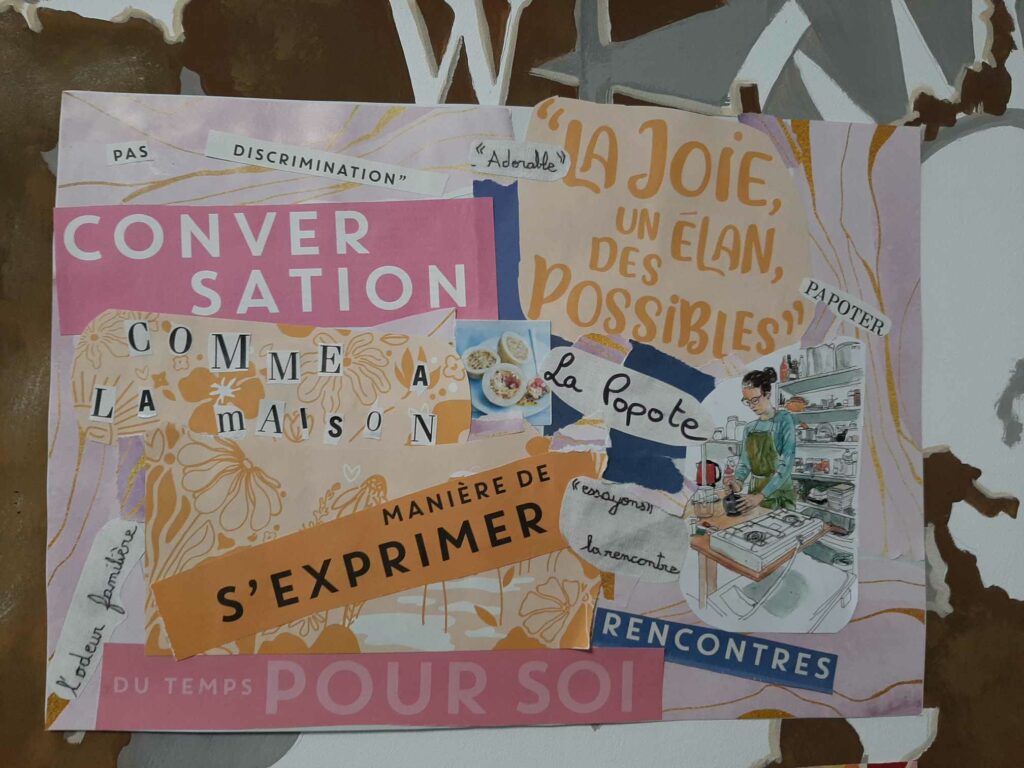 PAS
DISCRIMINATION"
"Adorable"
"LA JOIE,
UN ÉLAN,
DES
POSSIBLES"
CONVER
SATION
PAPOTER
COMME A
LA maISON
La Popote
MANIÈRE DE
S'EXPRIMER
"essayons"
la rencontre
l'odeur familière
RENCONTRES
DU TEMPS POUR SOI